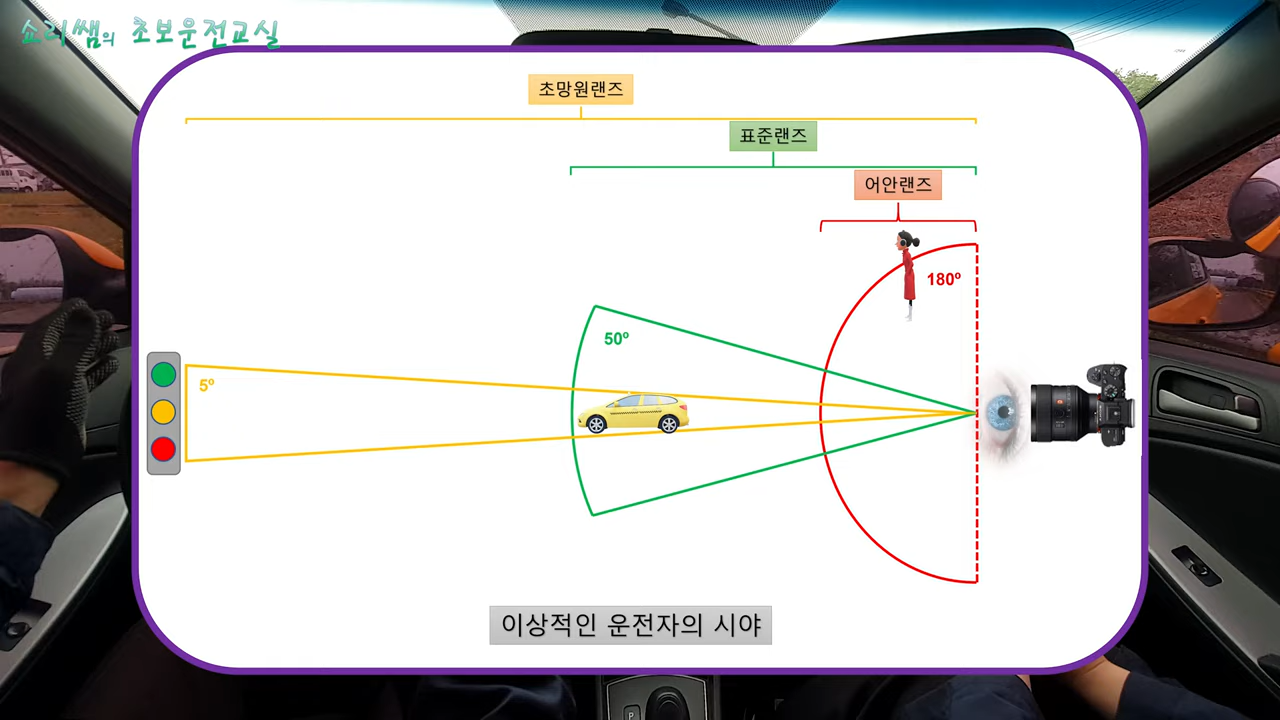 쇼리쌤의 초보운전교실
초망원랜즈
표준랜즈
어안랜즈
180º
50º
5º
이상적인 운전자의 시야
P